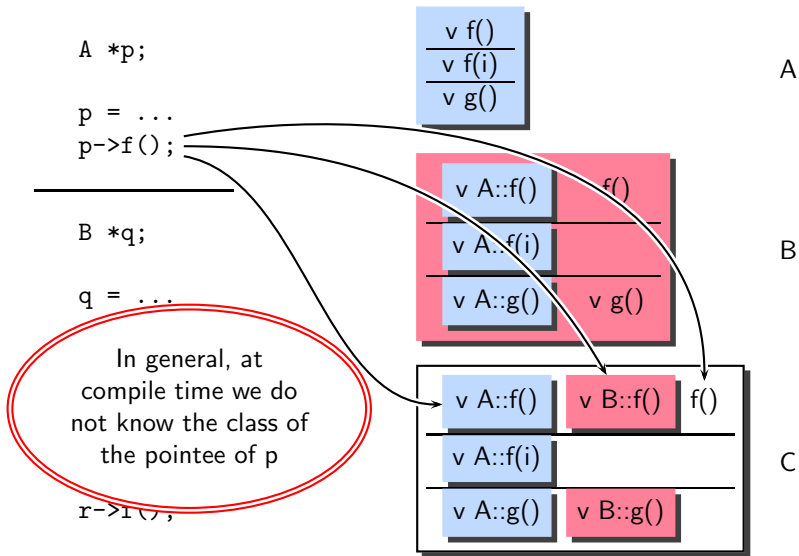 A *p;
p = ...
p->f();
B *q;
q = ...
In general, at
compile time we do
not know the class of
the pointee of p
r->f();
v f()
v f(i)
v g()
A
v A::f() f()
v A::f(i)
v A::g() v g()
B
v A::f() v B::f() f()
v A::f(i)
v A::g() v B::g()
C